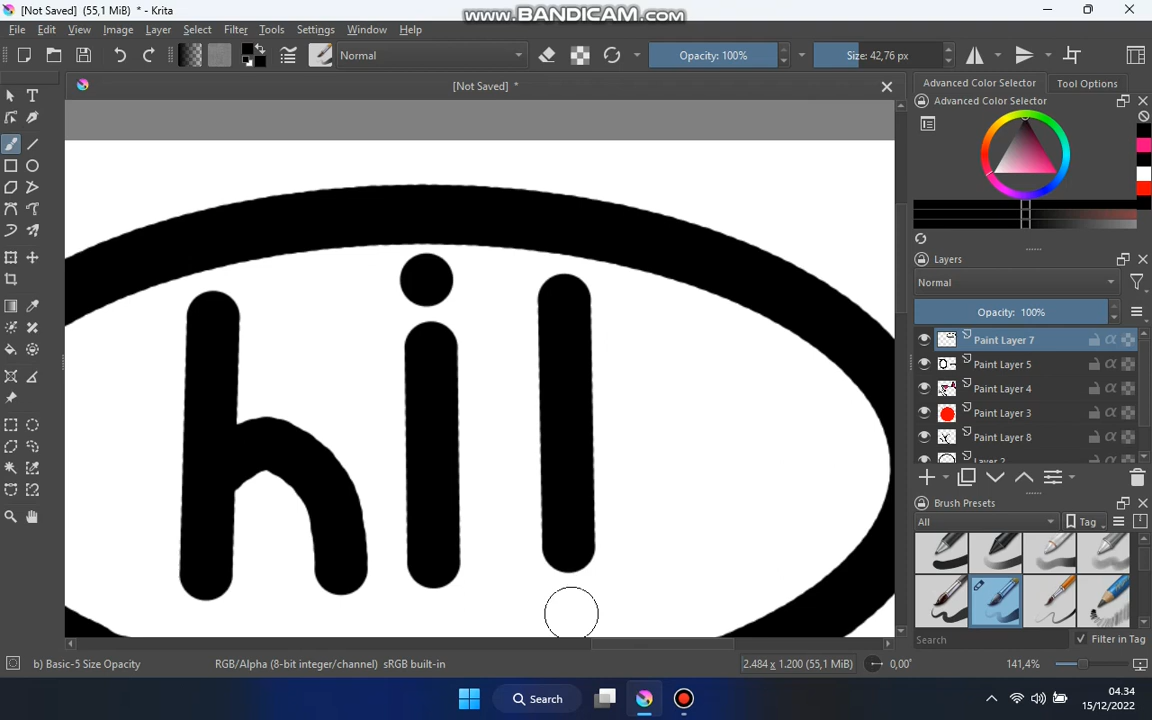 [Not Saved] (55,1 MiB) * - Krita
www.BANDICAM.com
File Edit View Image Layer Select Filter Tools Settings Window Help
Normal
Opacity: 100%
Size: 42,76 px
[Not Saved] *
Advanced Color Selector
Tool Options
Advanced Color Selector
hil
Layers
Normal
Opacity: 100%
Paint Layer 7
Paint Layer 5
Paint Layer 4
Paint Layer 3
Paint Layer 8
Layer 2
Brush Presets
All
Tag
Search
Filter in Tag
b) Basic-5 Size Opacity
RGB/Alpha (8-bit integer/channel) sRGB built-in
2.484 x 1.200 (55,1 MiB)
0,00°
141,4%
Search
04.34
15/12/2022